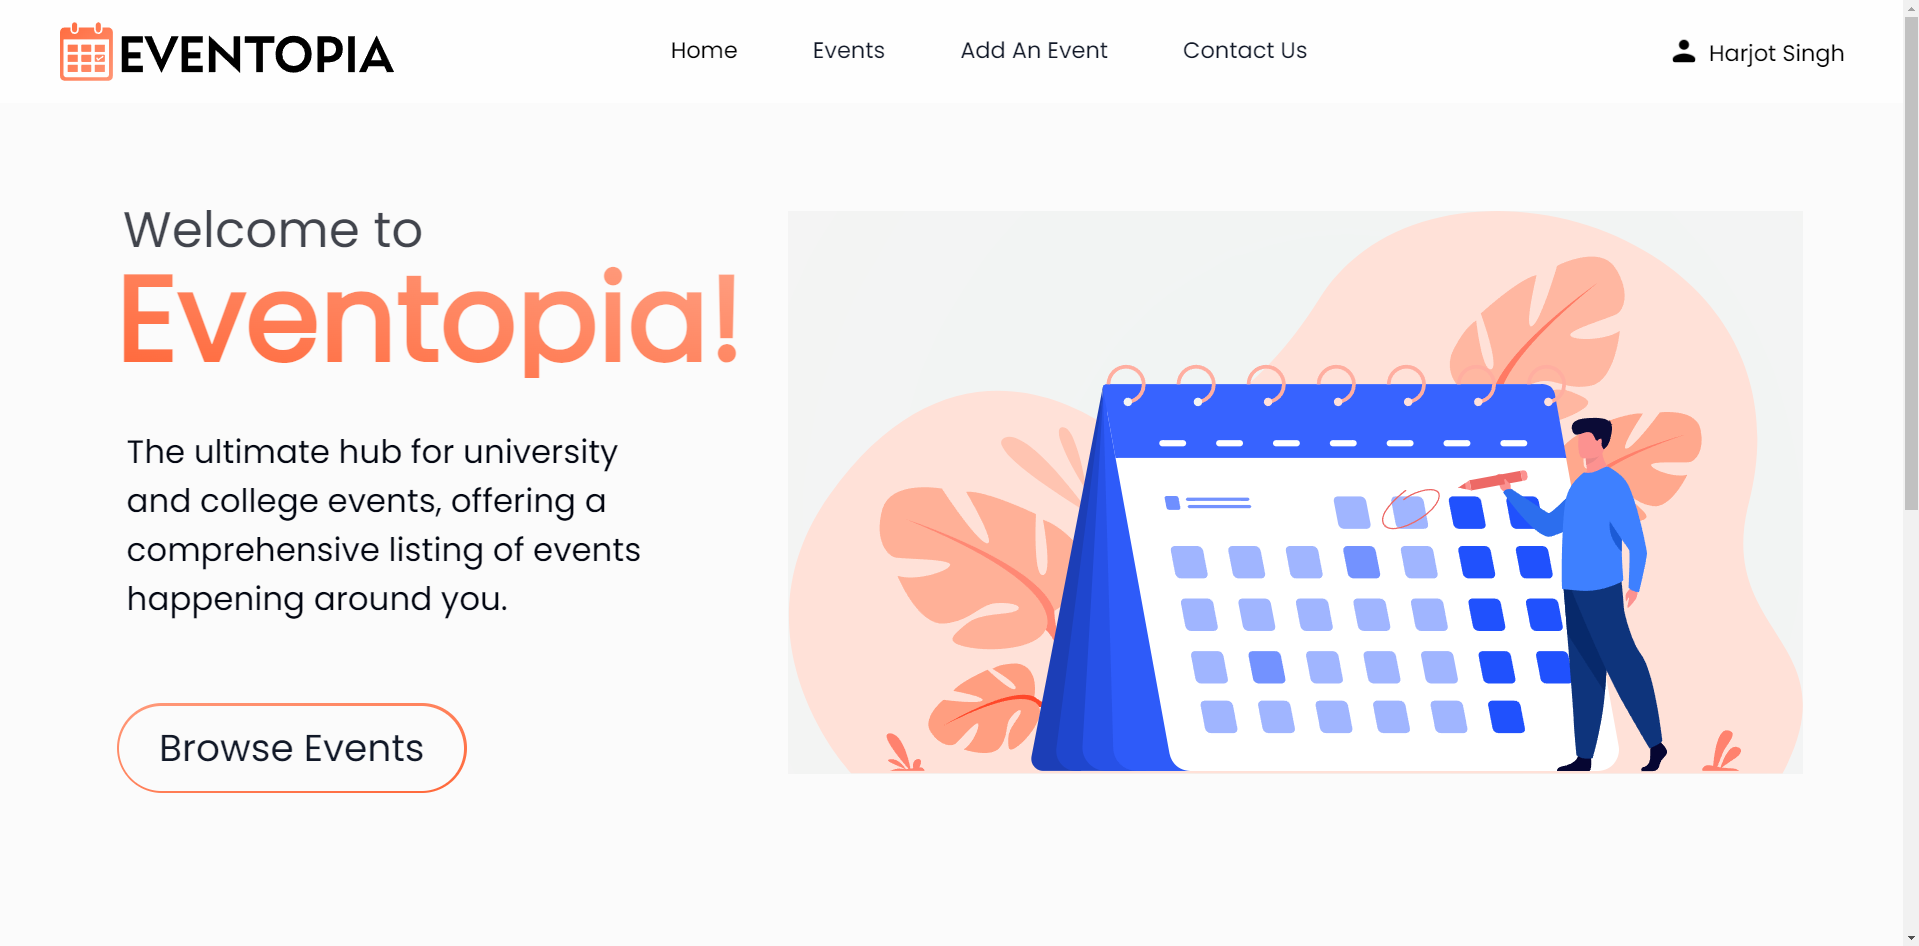 EVENTOPIA
Home
Events
Add An Event
Contact Us
Harjot Singh
Welcome to
Eventopia!
The ultimate hub for university
and college events, offering a
comprehensive listing of events
happening around you.
Browse Events